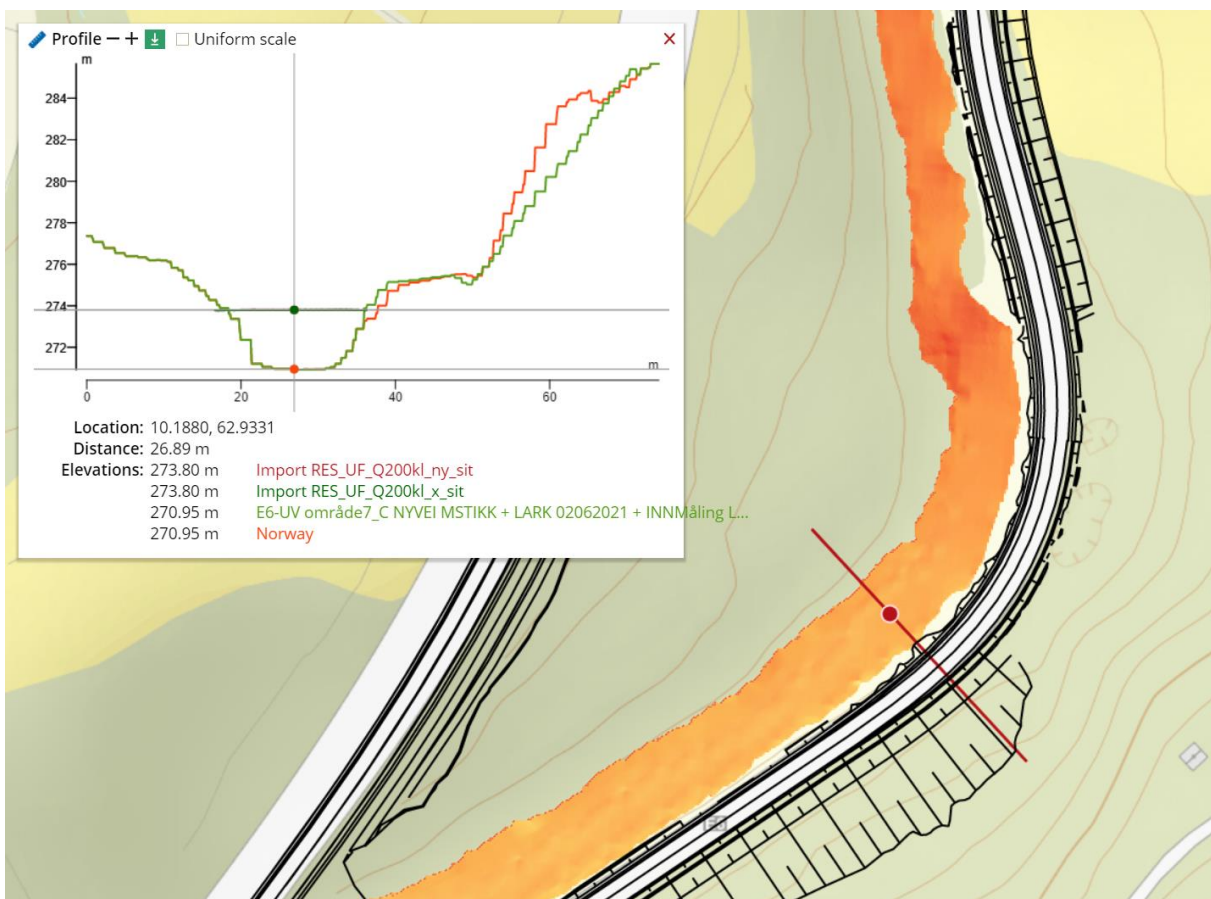 Profile − + Uniform scale ×
m
284
282
280
278
276
274
272
m
0 20 40 60
Location: 10.1880, 62.9331
Distance: 26.89 m
Elevations: 273.80 m Import RES_UF_Q200kl_ny_sit
273.80 m Import RES_UF_Q200kl_x_sit
270.95 m E6-UV område7_C NYVEI MSTIKK + LARK 02062021 + INNMåling L...
270.95 m Norway